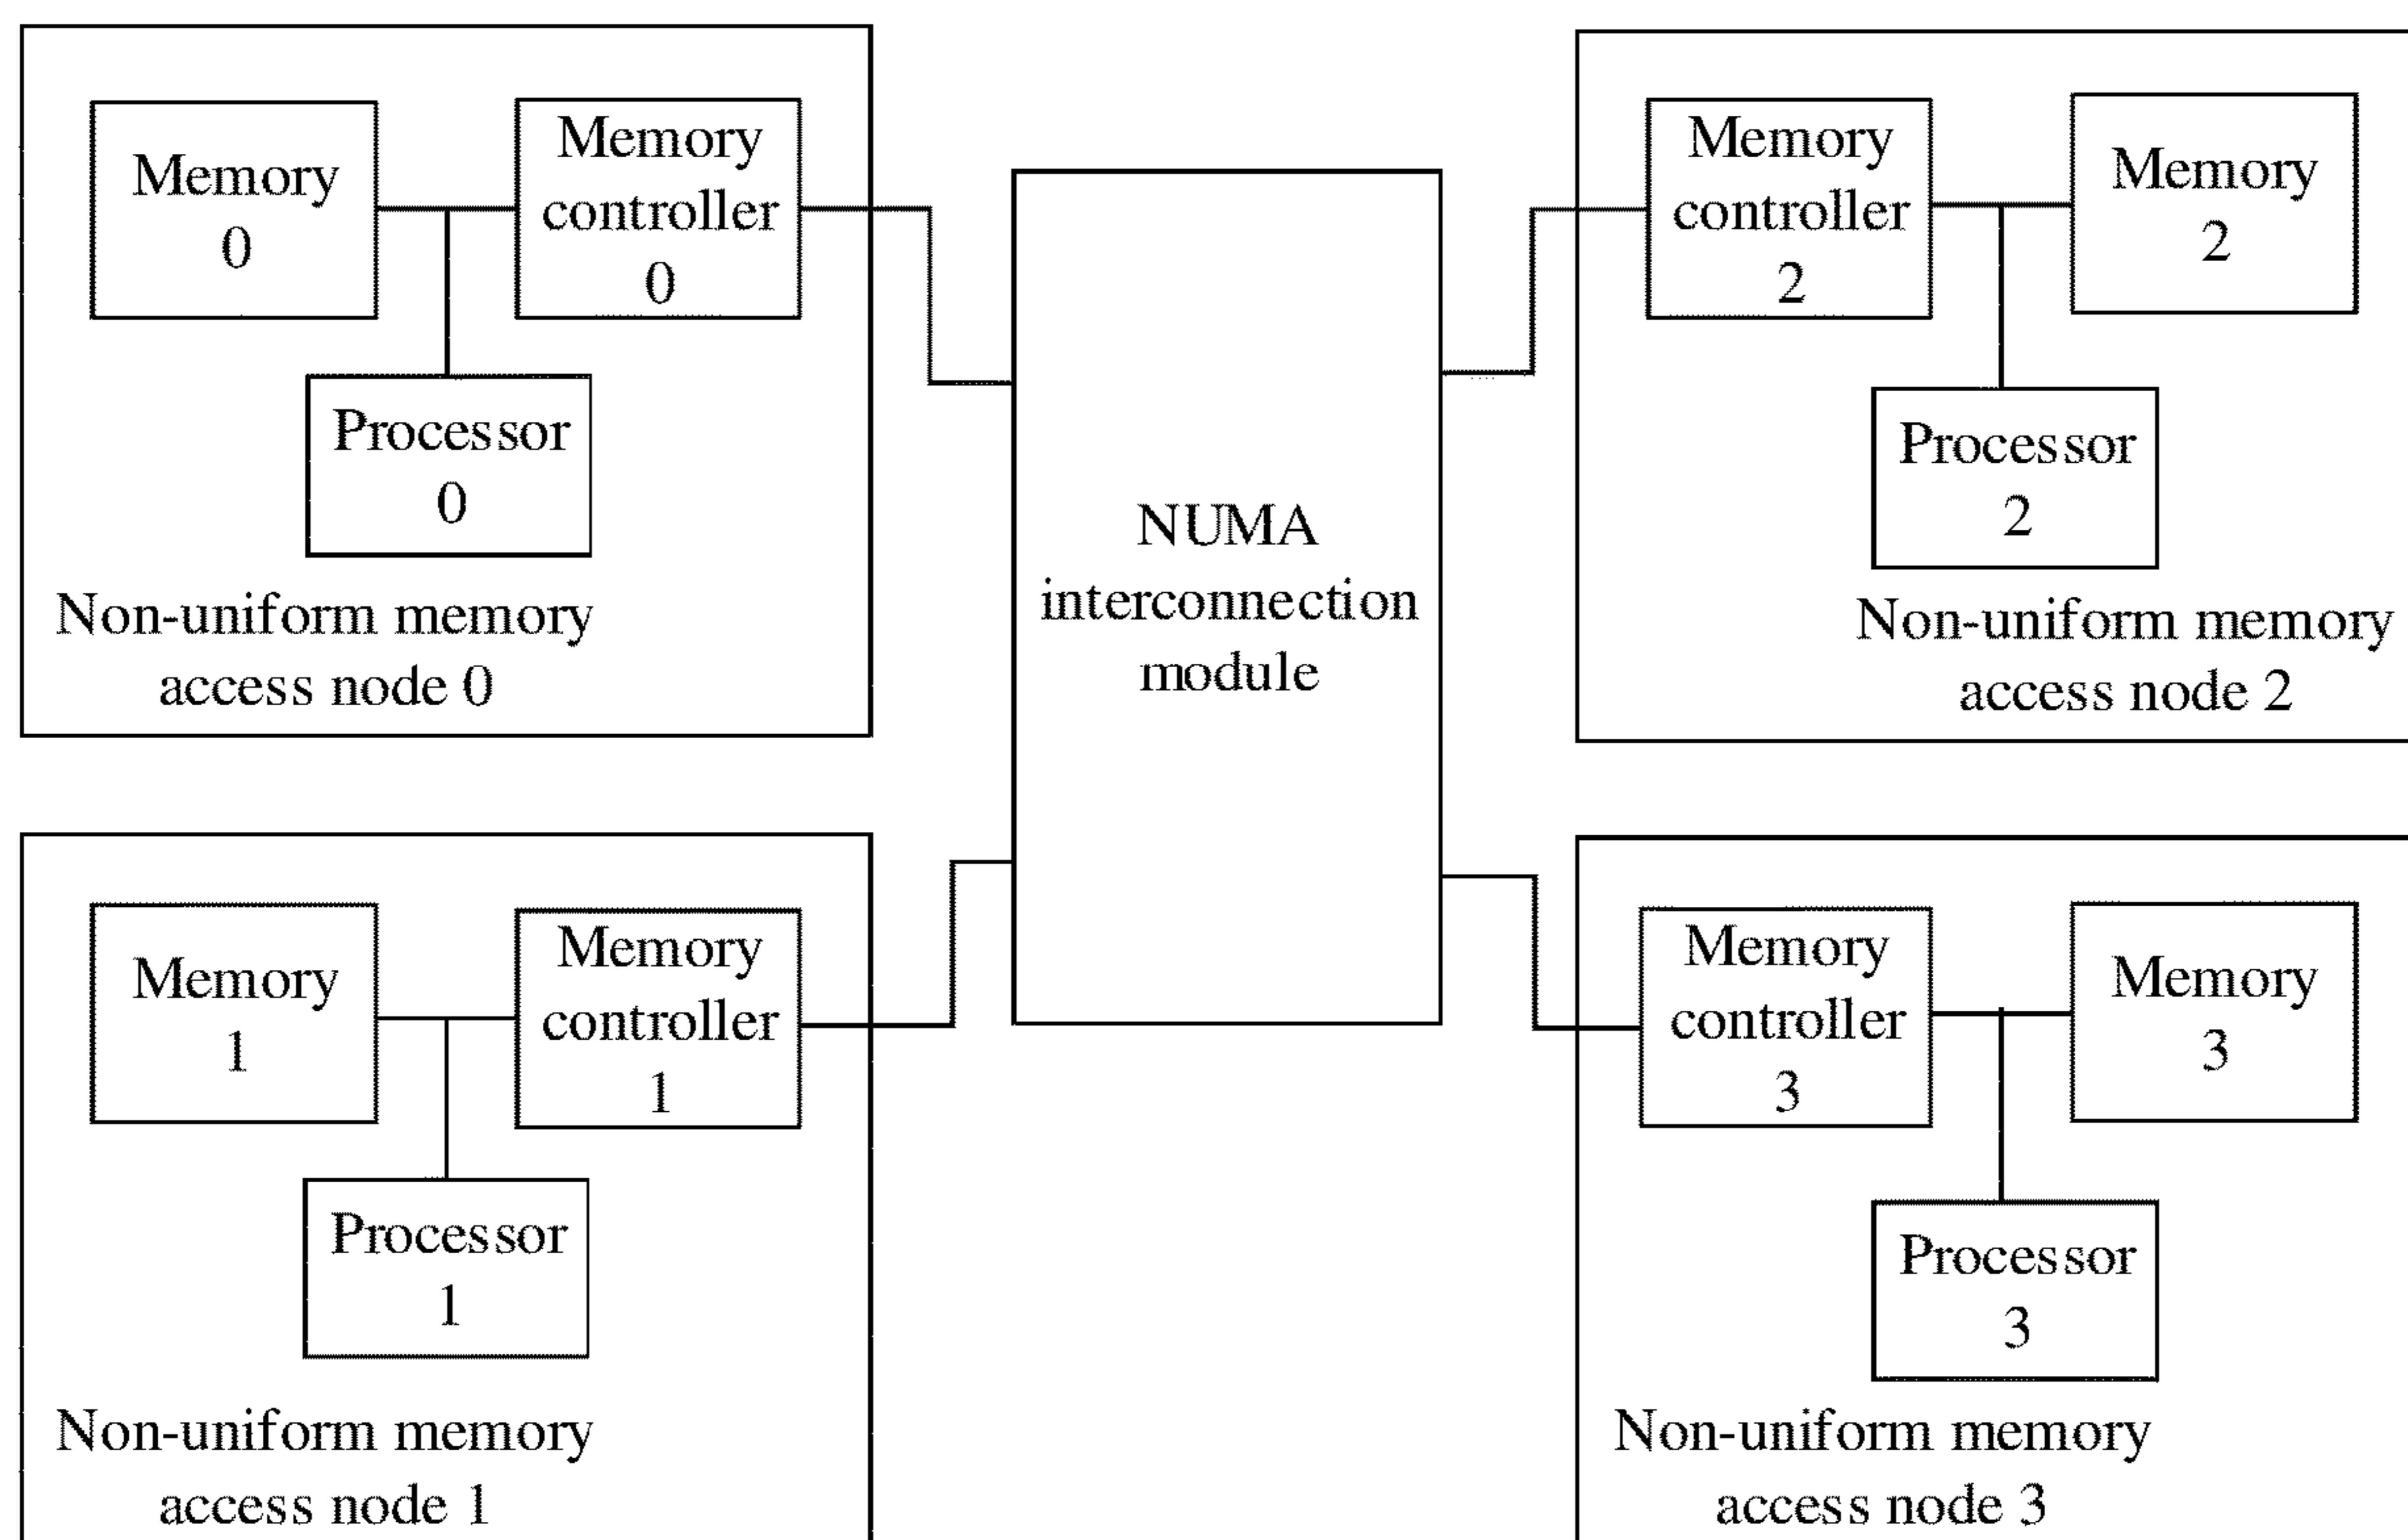 Memory
0
Memory
controller
0
Processor
0
Non-uniform memory
access node 0
Memory
1
Memory
controller
1
Processor
1
Non-uniform memory
access node 1
NUMA
interconnection
module
Memory
controller
2
Memory
2
Processor
2
Non-uniform memory
access node 2
Memory
controller
3
Memory
3
Processor
3
Non-uniform memory
access node 3